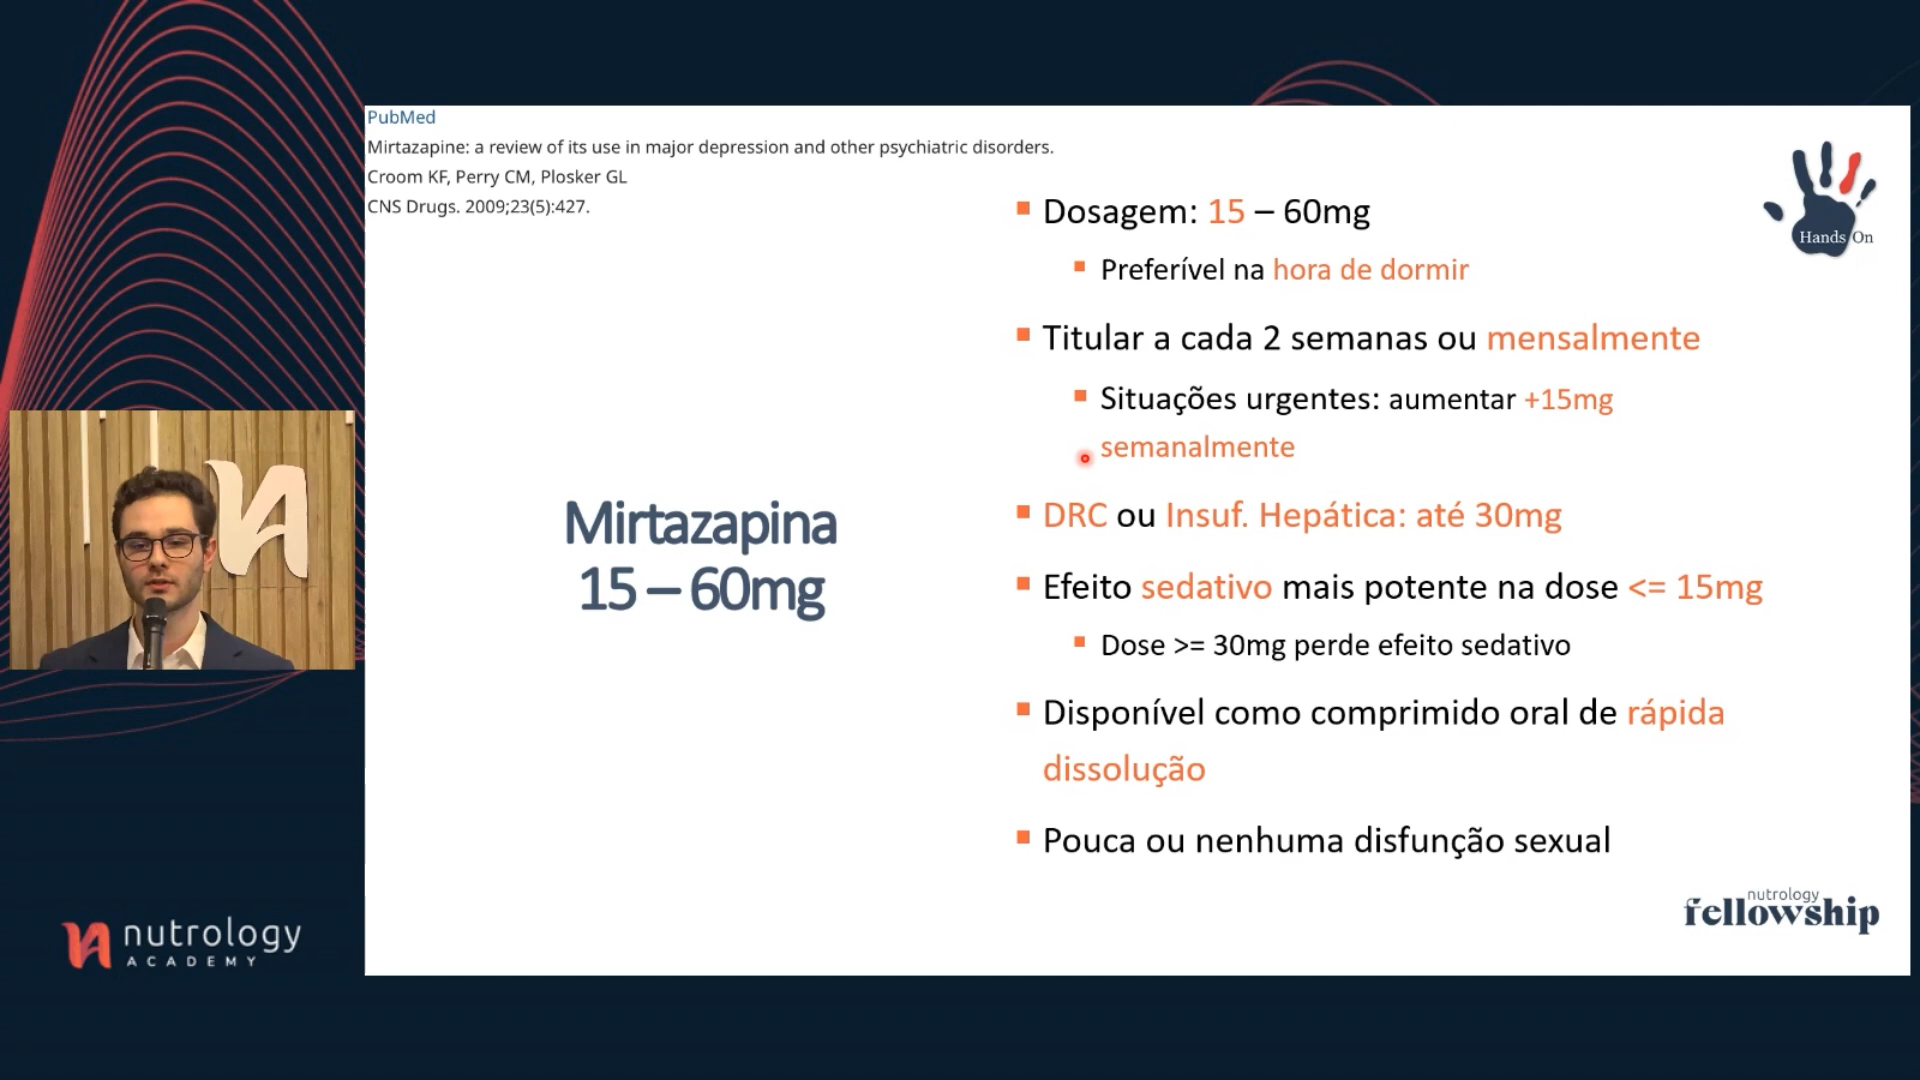 PubMed
Mirtazapine: a review of its use in major depression and other psychiatric disorders.
Croom KF, Perry CM, Plosker GL
CNS Drugs. 2009;23(5):427.
Hands On
Mirtazapina
15 – 60mg
Dosagem: 15 – 60mg
Preferível na hora de dormir
Titular a cada 2 semanas ou mensalmente
Situações urgentes: aumentar +15mg
semanalmente
DRC ou Insuf. Hepática: até 30mg
Efeito sedativo mais potente na dose <= 15mg
Dose >= 30mg perde efeito sedativo
Disponível como comprimido oral de rápida
dissolução
Pouca ou nenhuma disfunção sexual
nutrology
fellowship
nutrology
ACADEMY